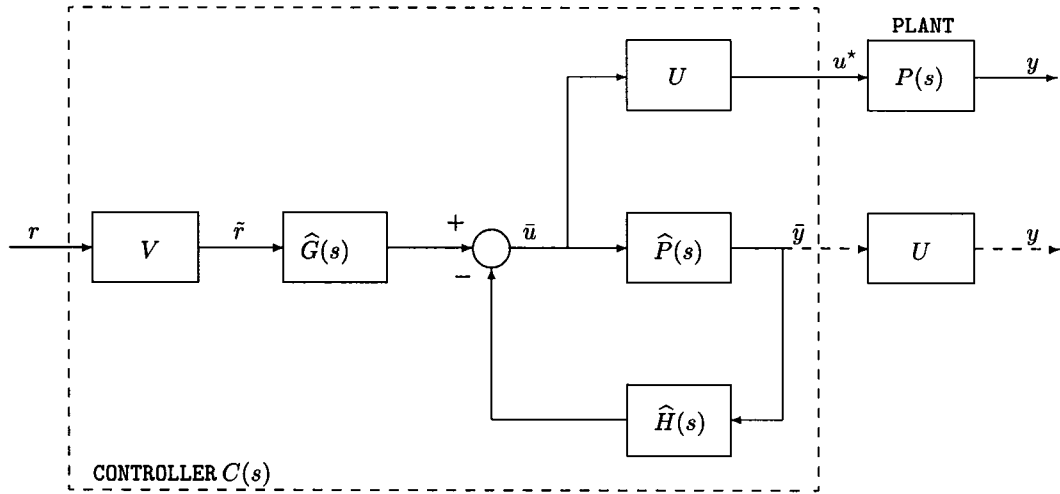 PLANT
U
u*
P(s)
y
r
V
r̃
Ĝ(s)
+
−
ū
P̂(s)
ȳ
U
y
Ĥ(s)
CONTROLLER C(s)